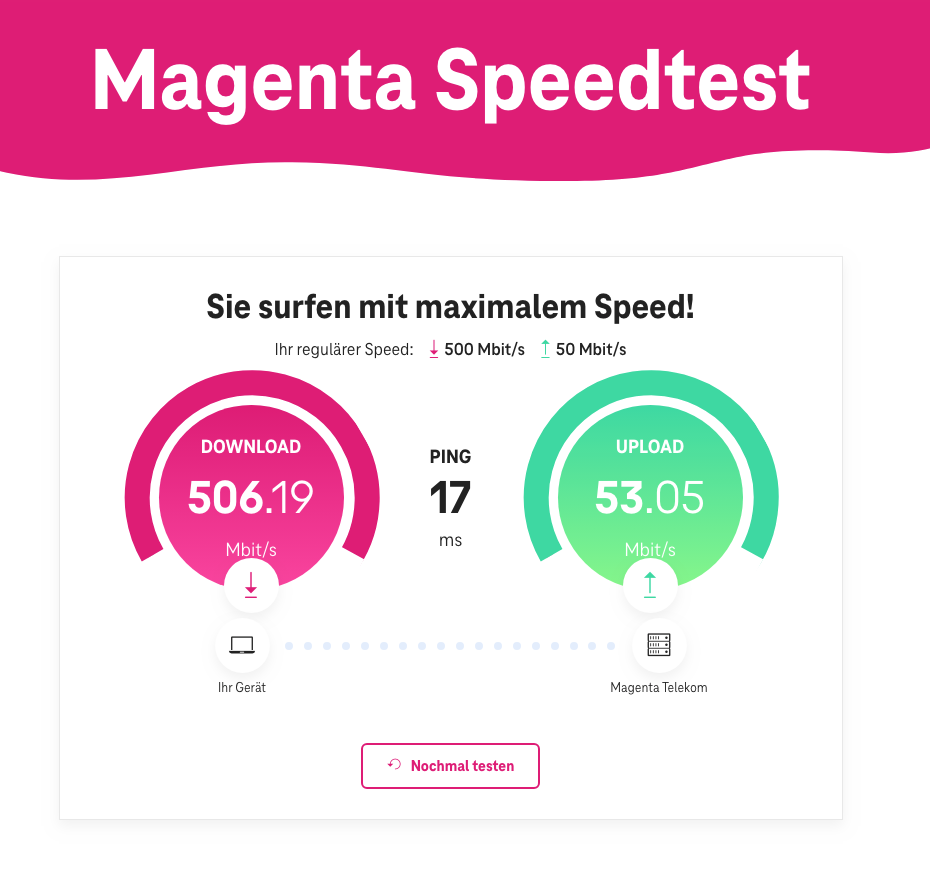 Magenta Speedtest
Sie surfen mit maximalem Speed!
Ihr regulärer Speed: 500 Mbit/s 50 Mbit/s
DOWNLOAD
506.19
Mbit/s
PING
17
ms
UPLOAD
53.05
Mbit/s
Ihr Gerät
Magenta Telekom
Nochmal testen